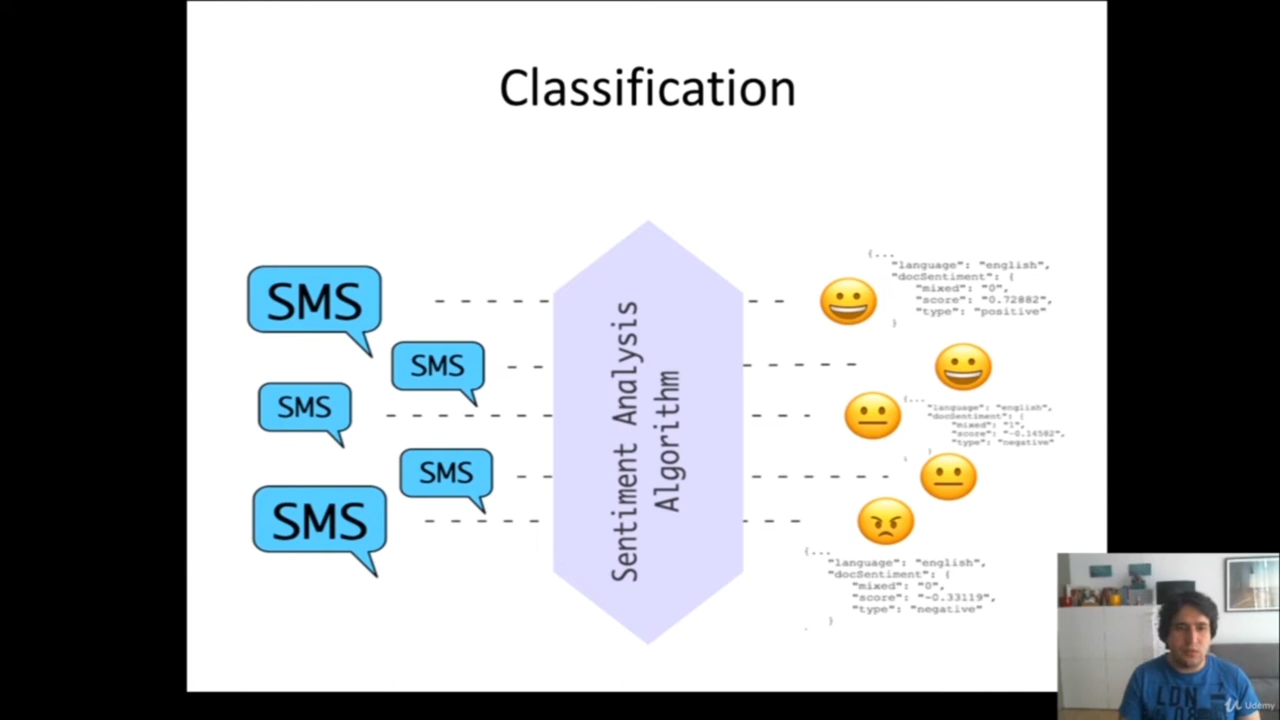 Classification
SMS
SMS
SMS
SMS
SMS
Sentiment Analysis
Algorithm
{...
"language": "english",
"docSentiment": {
"mixed": "0",
"score": "0.72882",
"type": "positive"
}
{...
"language": "english",
"docSentiment": {
"mixed": "1",
"score": "-0.14582",
"type": "negative"
}
{...
"language": "english",
"docSentiment": {
"mixed": "0",
"score": "-0.33119",
"type": "negative"
}
LDN
Udemy